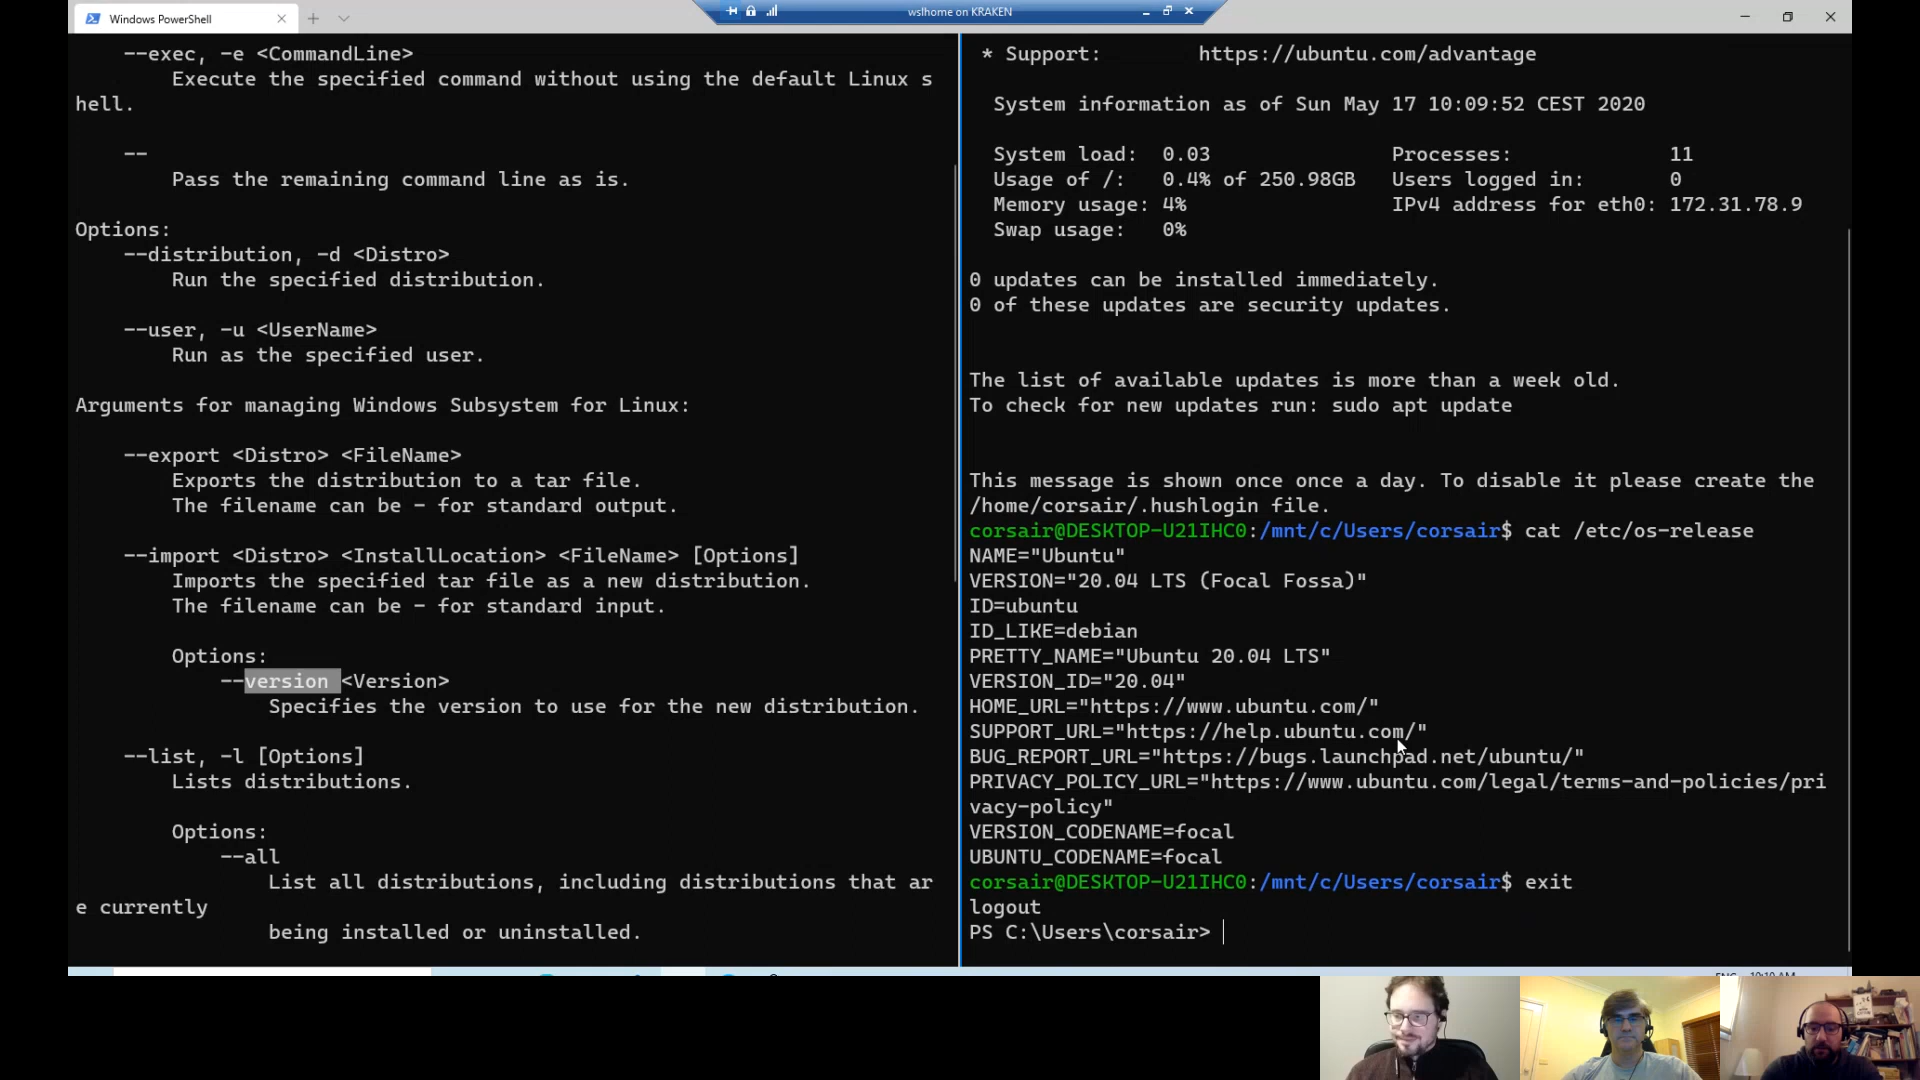 Windows PowerShell
wslhome on KRAKEN
--exec, -e <CommandLine>
Execute the specified command without using the default Linux s
hell.
--
Pass the remaining command line as is.
Options:
--distribution, -d <Distro>
Run the specified distribution.
--user, -u <UserName>
Run as the specified user.
Arguments for managing Windows Subsystem for Linux:
--export <Distro> <FileName>
Exports the distribution to a tar file.
The filename can be - for standard output.
--import <Distro> <InstallLocation> <FileName> [Options]
Imports the specified tar file as a new distribution.
The filename can be - for standard input.
Options:
--version <Version>
Specifies the version to use for the new distribution.
--list, -l [Options]
Lists distributions.
Options:
--all
List all distributions, including distributions that ar
e currently
being installed or uninstalled.
* Support: https://ubuntu.com/advantage
System information as of Sun May 17 10:09:52 CEST 2020
System load: 0.03 Processes: 11
Usage of /: 0.4% of 250.98GB Users logged in: 0
Memory usage: 4% IPv4 address for eth0: 172.31.78.9
Swap usage: 0%
0 updates can be installed immediately.
0 of these updates are security updates.
The list of available updates is more than a week old.
To check for new updates run: sudo apt update
This message is shown once once a day. To disable it please create the
/home/corsair/.hushlogin file.
corsair@DESKTOP-U21IHC0:/mnt/c/Users/corsair$ cat /etc/os-release
NAME="Ubuntu"
VERSION="20.04 LTS (Focal Fossa)"
ID=ubuntu
ID_LIKE=debian
PRETTY_NAME="Ubuntu 20.04 LTS"
VERSION_ID="20.04"
HOME_URL="https://www.ubuntu.com/"
SUPPORT_URL="https://help.ubuntu.com/"
BUG_REPORT_URL="https://bugs.launchpad.net/ubuntu/"
PRIVACY_POLICY_URL="https://www.ubuntu.com/legal/terms-and-policies/pri
vacy-policy"
VERSION_CODENAME=focal
UBUNTU_CODENAME=focal
corsair@DESKTOP-U21IHC0:/mnt/c/Users/corsair$ exit
logout
PS C:\Users\corsair>